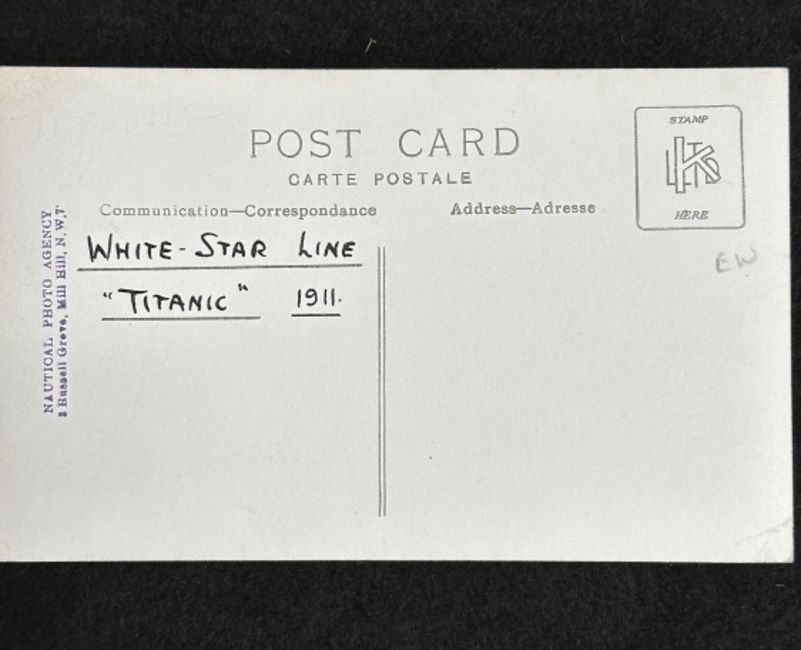 POST CARD
CARTE POSTALE
Communication—Correspondance
Address—Adresse
STAMP
HERE
WHITE-STAR LINE
"TITANIC" 1911.
EW
NAUTICAL PHOTO AGENCY
Russell Grove, Mill Hill, N.W,7·